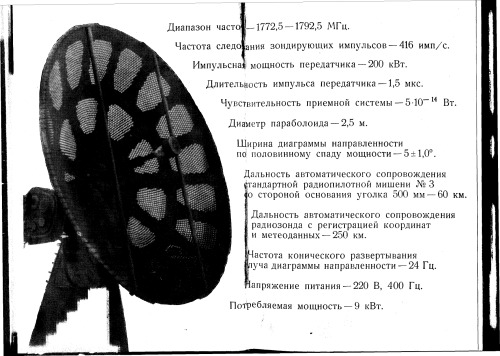 Диапазон частот — 1772,5 — 1792,5 МГц.
Частота следования зондирующих импульсов — 416 имп/с.
Импульсная мощность передатчика — 200 кВт.
Длительность импульса передатчика — 1,5 мкс.
Чувствительность приемной системы — 5·10⁻¹⁴ Вт.
Диаметр параболоида — 2,5 м.
Ширина диаграммы направленности
по половинному спаду мощности — 5 ± 1,0°.
Дальность автоматического сопровождения
стандартной радиопилотной мишени № 3
со стороной основания уголка 500 мм — 60 км.
Дальность автоматического сопровождения
радиозонда с регистрацией координат
и метеоданных — 250 км.
Частота конического развертывания
луча диаграммы направленности — 24 Гц.
Напряжение питания — 220 В, 400 Гц.
Потребляемая мощность — 9 кВт.